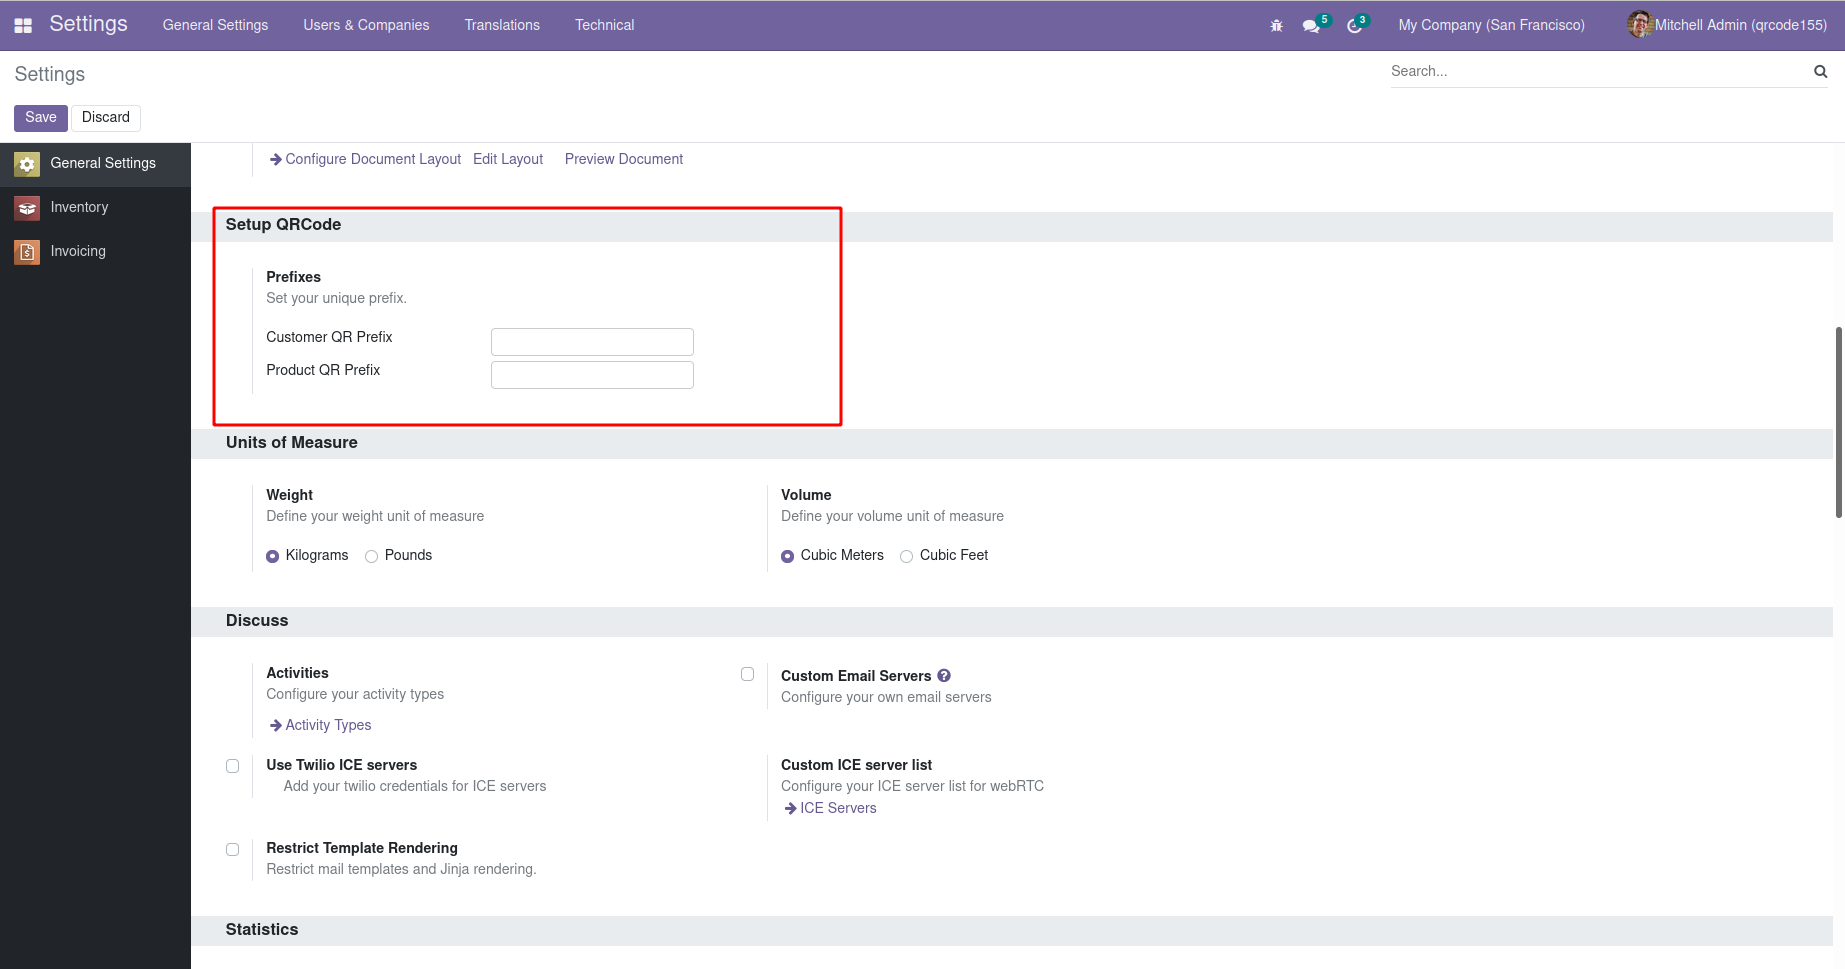 Settings General Settings Users & Companies Translations Technical 5 3 My Company (San Francisco) Mitchell Admin (qrcode155)
Settings Search...
Save Discard
General Settings
Inventory
Invoicing
Configure Document Layout Edit Layout Preview Document
Setup QRCode
Prefixes
Set your unique prefix.
Customer QR Prefix
Product QR Prefix
Units of Measure
Weight
Define your weight unit of measure
Kilograms Pounds
Volume
Define your volume unit of measure
Cubic Meters Cubic Feet
Discuss
Activities
Configure your activity types
Activity Types
Custom Email Servers ?
Configure your own email servers
Use Twilio ICE servers
Add your twilio credentials for ICE servers
Custom ICE server list
Configure your ICE server list for webRTC
ICE Servers
Restrict Template Rendering
Restrict mail templates and Jinja rendering.
Statistics